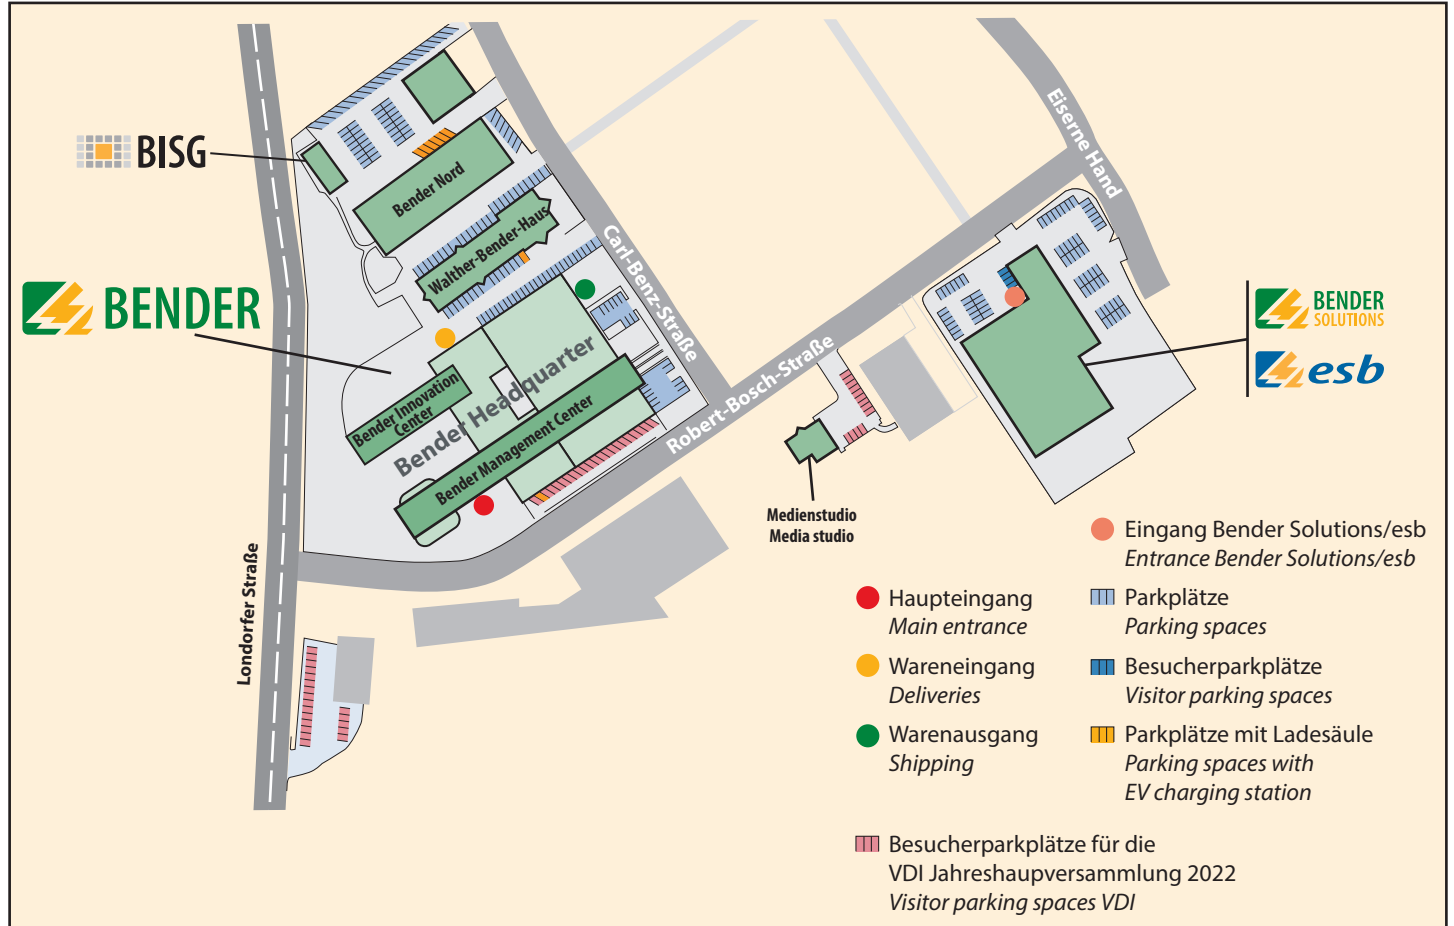 Eiserne Hand
BISG
Bender Nord
Walther-Bender-Haus
Carl-Benz-Straße
BENDER
BENDER
SOLUTIONS
esb
Bender Innovation
Center
Bender Headquarter
Bender Management Center
Robert-Bosch-Straße
Medienstudio
Media studio
Londorfer Straße
Eingang Bender Solutions/esb
Entrance Bender Solutions/esb
Haupteingang
Main entrance
Parkplätze
Parking spaces
Wareneingang
Deliveries
Besucherparkplätze
Visitor parking spaces
Warenausgang
Shipping
Parkplätze mit Ladesäule
Parking spaces with
EV charging station
Besucherparkplätze für die
VDI Jahreshaupversammlung 2022
Visitor parking spaces VDI